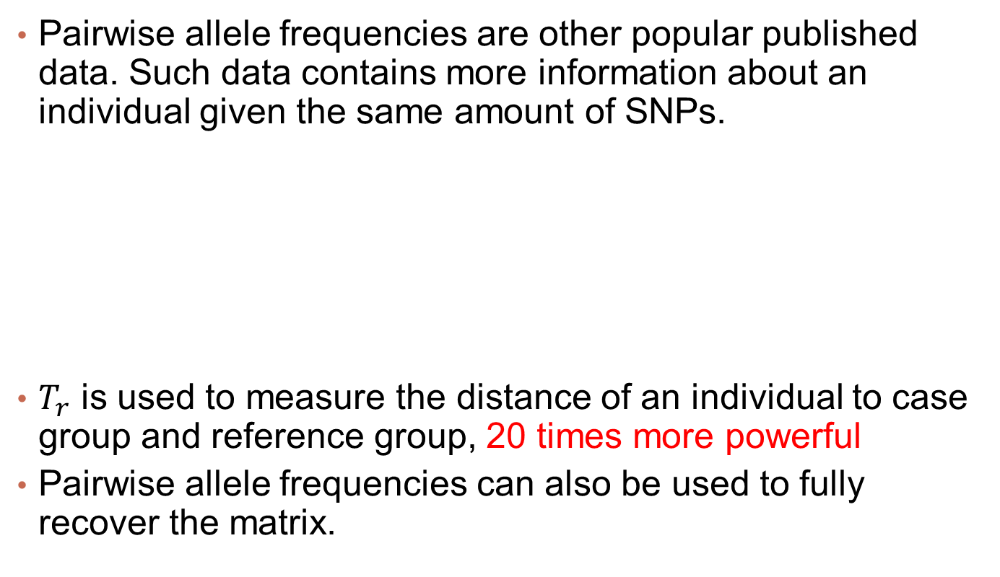 • Pairwise allele frequencies are other popular published
data. Such data contains more information about an
individual given the same amount of SNPs.
• 𝑇𝑟 is used to measure the distance of an individual to case
group and reference group, 20 times more powerful
• Pairwise allele frequencies can also be used to fully
recover the matrix.